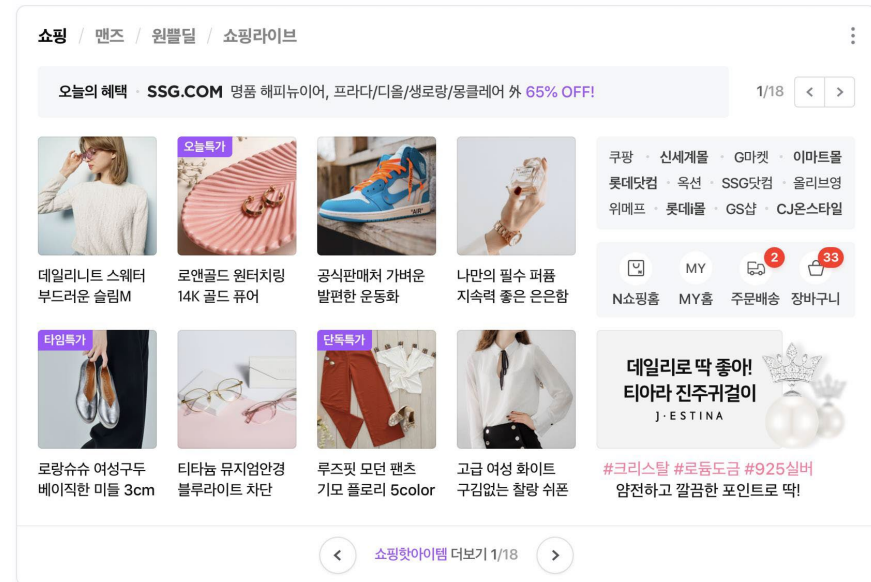 쇼핑 / 맨즈 / 원쁠딜 / 쇼핑라이브
오늘의 혜택 · SSG.COM 명품 해피뉴이어, 프라다/디올/생로랑/몽클레어 外 65% OFF!
1/18 < >
오늘특가
데일리니트 스웨터
부드러운 슬림M
로앤골드 원터치링
14K 골드 퓨어
"AIR"
공식판매처 가벼운
발편한 운동화
나만의 필수 퍼퓸
지속력 좋은 은은함
쿠팡 · 신세계몰 · G마켓 · 이마트몰
롯데닷컴 · 옥션 · SSG닷컴 · 올리브영
위메프 · 롯데i몰 · GS샵 · CJ온스타일
N쇼핑홈
MY
MY홈
2
주문배송
33
장바구니
타임특가
로랑슈슈 여성구두
베이직한 미들 3cm
티타늄 뮤지엄안경
블루라이트 차단
단독특가
루즈핏 모던 팬츠
기모 플로리 5color
고급 여성 화이트
구김없는 찰랑 쉬폰
데일리로 딱 좋아!
티아라 진주귀걸이
J·ESTINA
#크리스탈 #로듐도금 #925실버
얌전하고 깔끔한 포인트로 딱!
< 쇼핑핫아이템 더보기 1/18 >